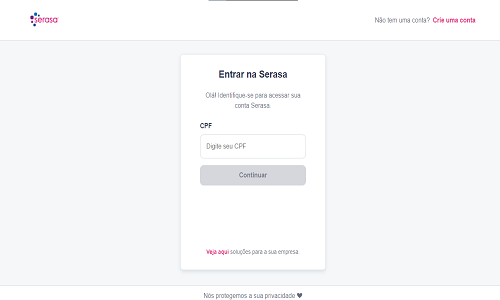 serasa
Não tem uma conta? Crie uma conta
Entrar na Serasa
Olá! Identifique-se para acessar sua
conta Serasa.
CPF
Digite seu CPF
Continuar
Veja aqui soluções para a sua empresa.
Nós protegemos a sua privacidade